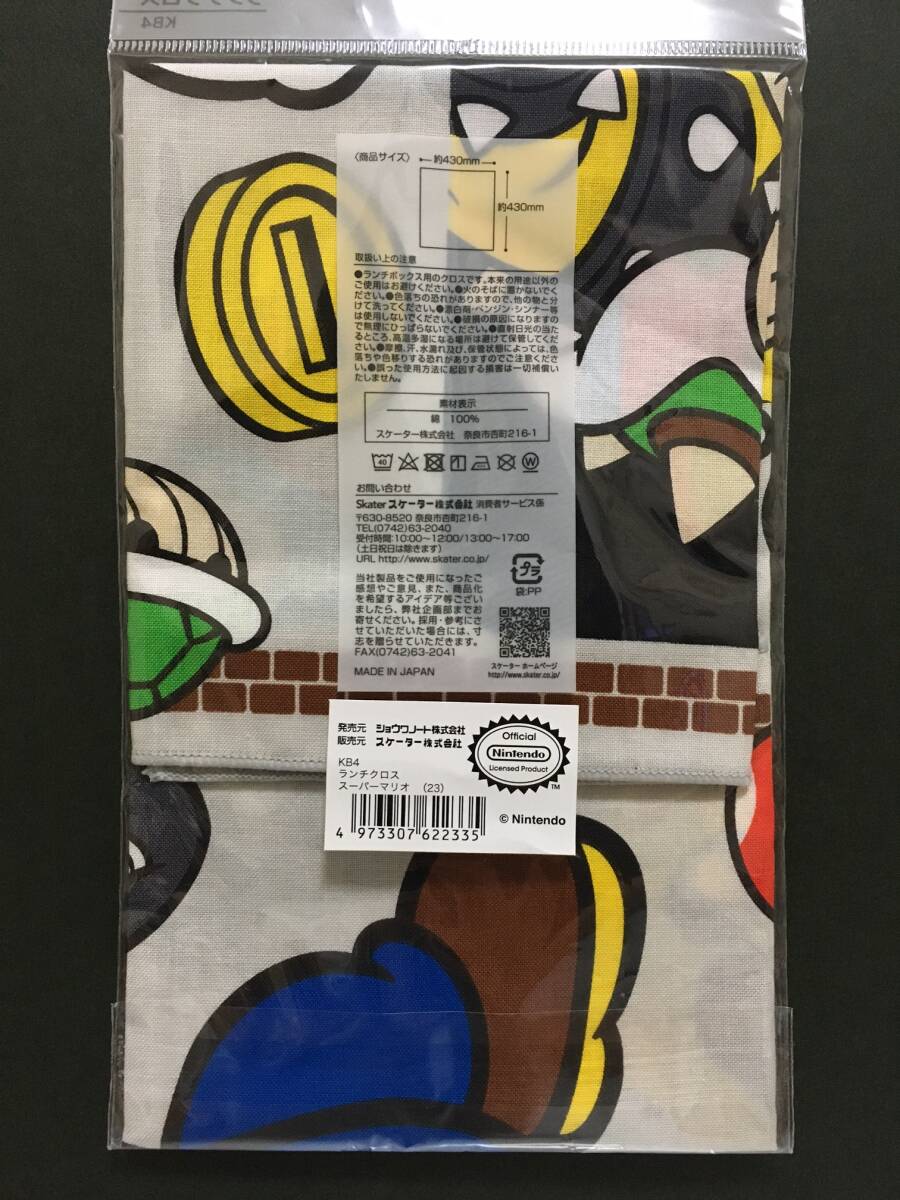 ランチクロス
KB4
〈商品サイズ〉
約430mm
約430mm
取扱い上の注意
●ランチボックス用のクロスです。本来の用途以外の
ご使用はお避けください。●火のそばに置かないでく
ださい。●色落ちの恐れがありますので、他の物と分
けて洗ってください。●漂白剤・ベンジン・シンナー等
は使用しないでください。●破損の原因になりますの
で無理にひっぱらないでください。●直射日光の当た
るところ、高温多湿になる場所は避けて保管してくだ
さい。●摩擦、汗、水濡れ及び、保管状態によっては、色
落ちや色移りする恐れがありますのでご注意くださ
い。●誤った使用方法に起因する損害は一切補償い
たしません。
素材表示
綿 100%
スケーター株式会社 奈良市杏町216-1
40
W
お問い合わせ
Skater スケーター株式会社 消費者サービス係
〒630-8520 奈良市杏町216-1
TEL(0742)63-2040
受付時間:10:00~12:00/13:00~17:00
(土日祝日は除きます)
URL http://www.skater.co.jp/
プラ
袋:PP
当社製品をご使用になったご
感想やご意見、また、商品化
を希望するアイデア等ござい
ましたら、弊社企画部までお
寄せください。採用・参考にさ
せていただいた場合には、寸
志を贈らせていただきます。
FAX(0742)63-2041
MADE IN JAPAN
スケーター ホームページ
http://www.skater.co.jp/
発売元 ショウワノート株式会社
販売元 スケーター株式会社
KB4
ランチクロス
スーパーマリオ (23)
4 973307 622335
Official
Nintendo
Licensed Product
TM
© Nintendo